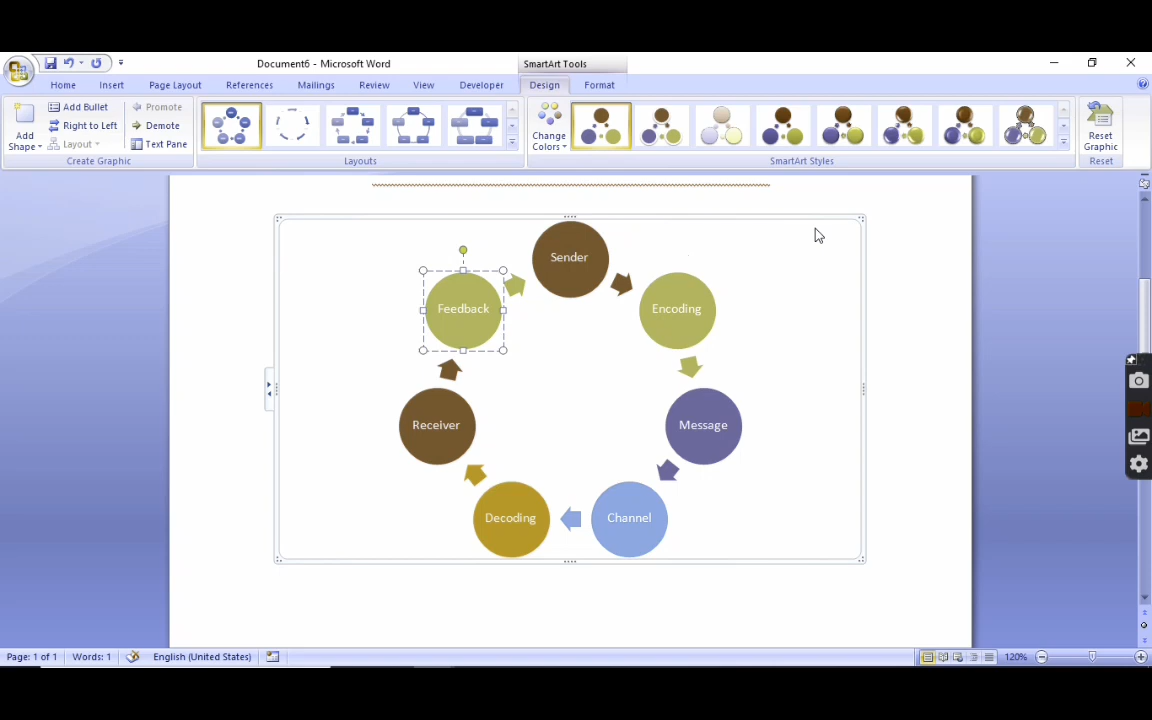 Document6 - Microsoft Word
SmartArt Tools
Home Insert Page Layout References Mailings Review View Developer Design Format
Add Shape
Add Bullet
Right to Left
Layout
Promote
Demote
Text Pane
Create Graphic
Layouts
Change Colors
SmartArt Styles
Reset Graphic
Reset
Sender
Feedback
Encoding
Receiver
Message
Decoding
Channel
Page: 1 of 1 Words: 1 English (United States) 120%